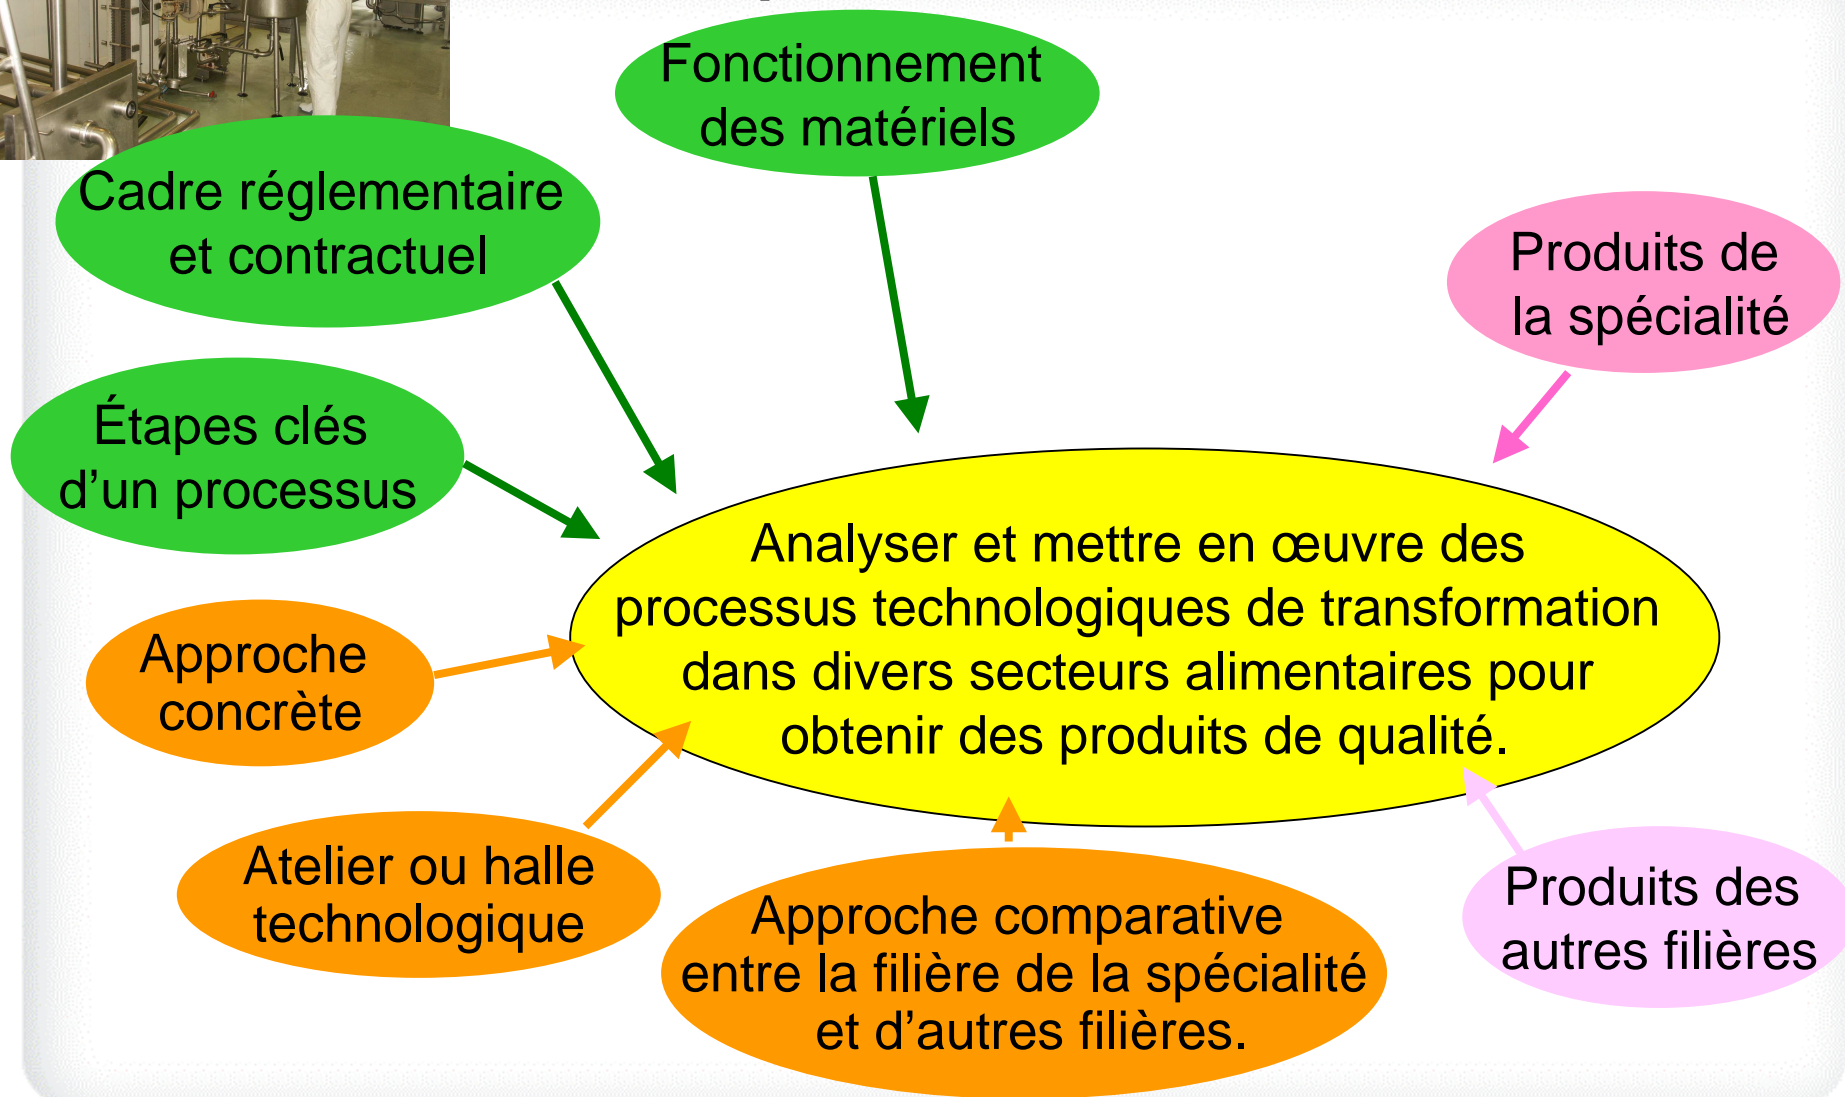 Fonctionnement
des matériels
Cadre réglementaire
et contractuel
Produits de
la spécialité
Étapes clés
d’un processus
Analyser et mettre en œuvre des
processus technologiques de transformation
dans divers secteurs alimentaires pour
obtenir des produits de qualité.
Approche
concrète
Atelier ou halle
technologique
Approche comparative
entre la filière de la spécialité
et d’autres filières.
Produits des
autres filières